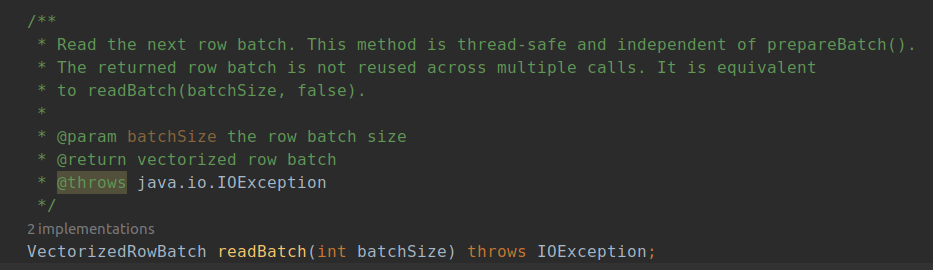 /**
 * Read the next row batch. This method is thread-safe and independent of prepareBatch().
 * The returned row batch is not reused across multiple calls. It is equivalent
 * to readBatch(batchSize, false).
 *
 * @param batchSize the row batch size
 * @return vectorized row batch
 * @throws java.io.IOException
 */
2 implementations
VectorizedRowBatch readBatch(int batchSize) throws IOException;